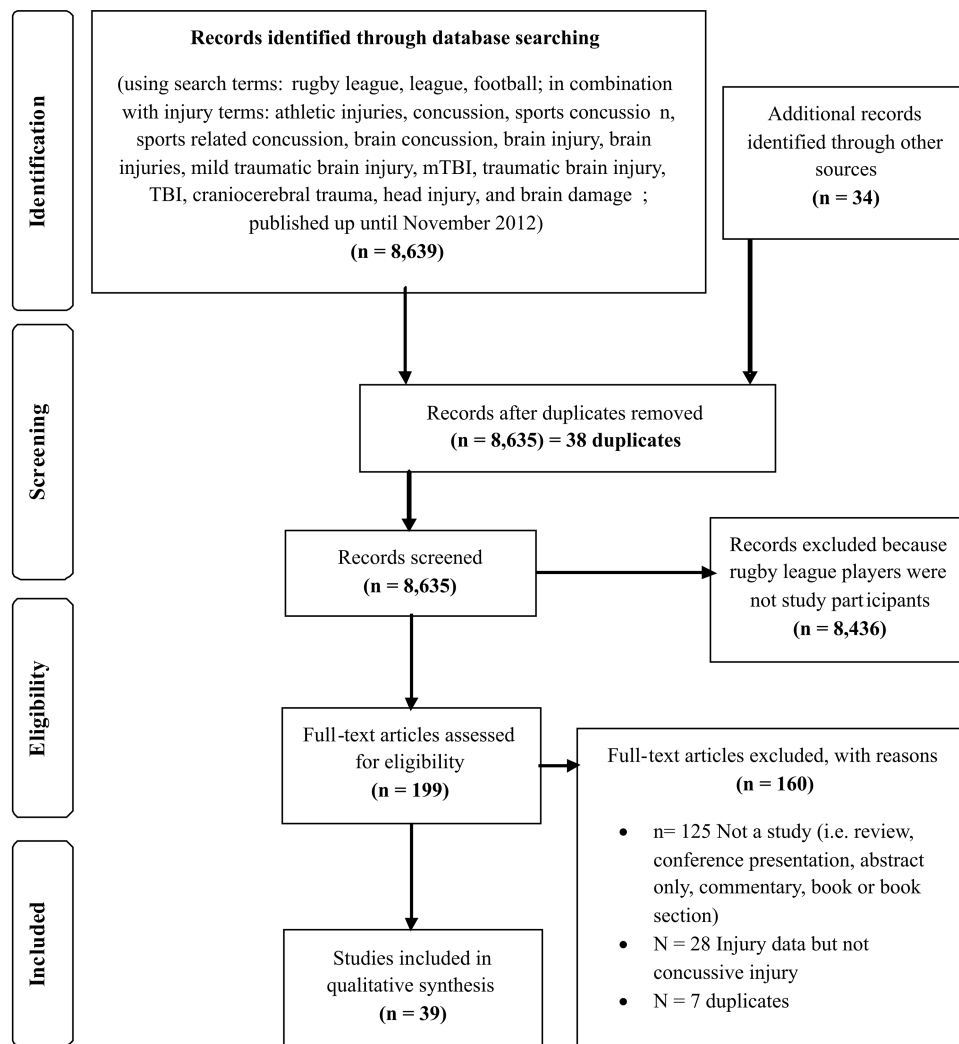 Identification
Records identified through database searching
(using search terms: rugby league, league, football; in combination
with injury terms: athletic injuries, concussion, sports concussio n,
sports related concussion, brain concussion, brain injury, brain
injuries, mild traumatic brain injury, mTBI, traumatic brain injury,
TBI, craniocerebral trauma, head injury, and brain damage ;
published up until November 2012)
(n = 8,639)
Additional records
identified through other
sources
(n = 34)
Screening
Records after duplicates removed
(n = 8,635) = 38 duplicates
Records screened
(n = 8,635)
Records excluded because
rugby league players were
not study participants
(n = 8,436)
Eligibility
Full-text articles assessed
for eligibility
(n = 199)
Full-text articles excluded, with reasons
(n = 160)
• n= 125 Not a study (i.e. review,
conference presentation, abstract
only, commentary, book or book
section)
• N = 28 Injury data but not
concussive injury
• N = 7 duplicates
Included
Studies included in
qualitative synthesis
(n = 39)